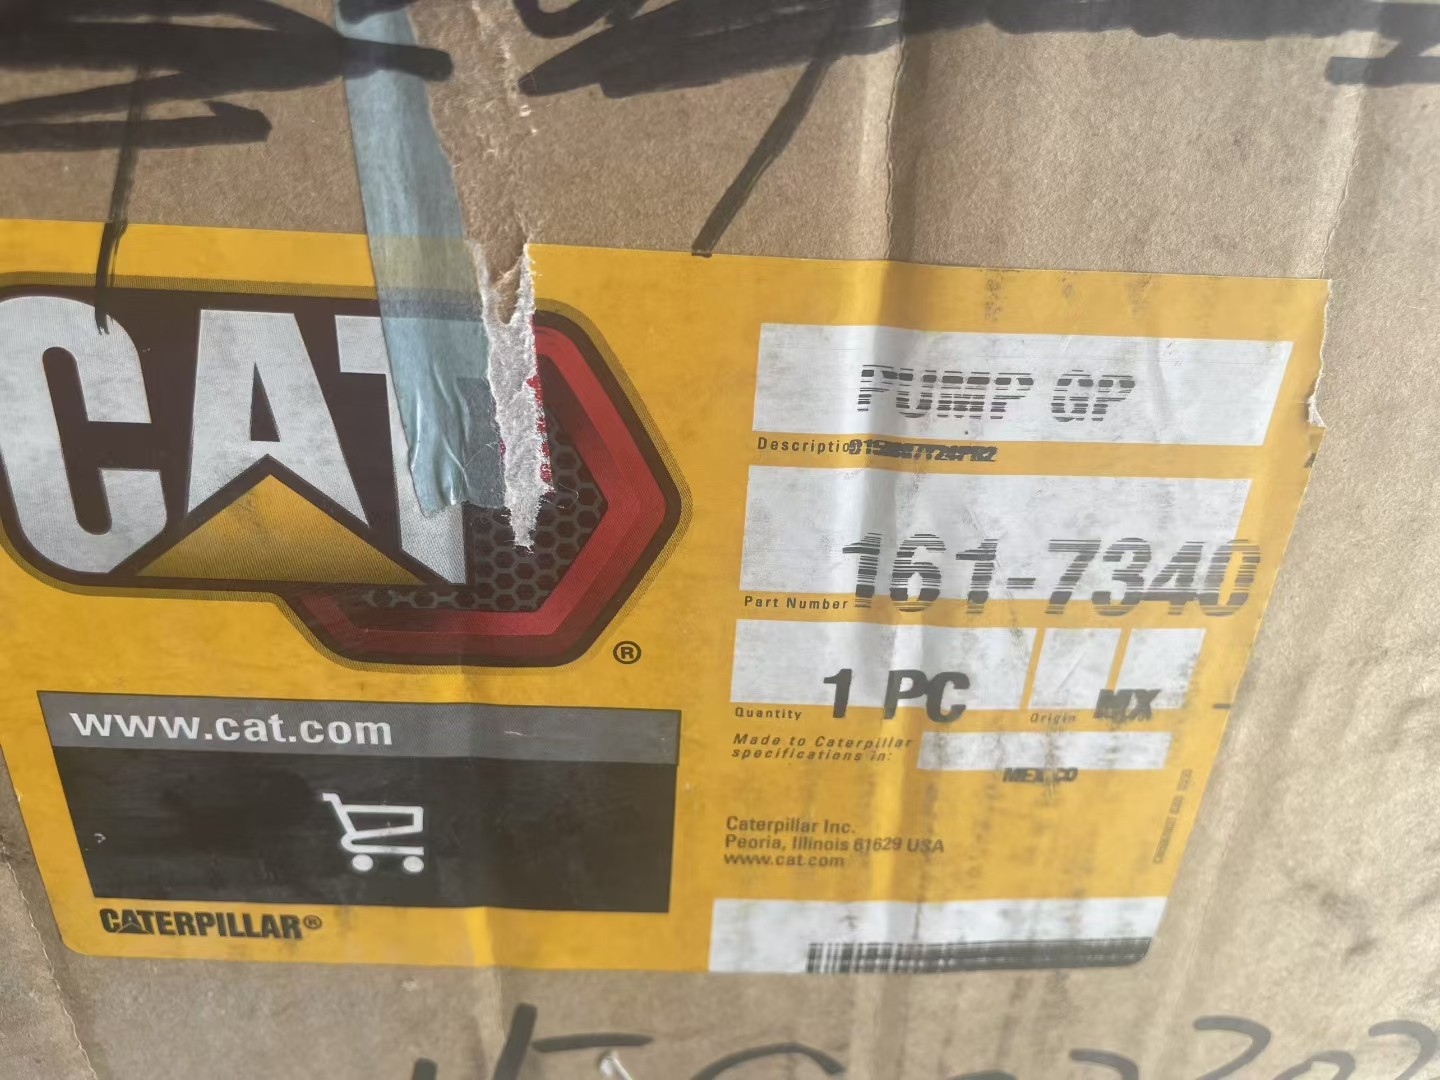 CAT
®
www.cat.com
CATERPILLAR®
PUMP GP
Description
161-7340
Part Number
1 PC
MX
Quantity
Origin
Made to Caterpillar
specifications in:
MEXICO
Caterpillar Inc.
Peoria, Illinois 61629 USA
www.cat.com